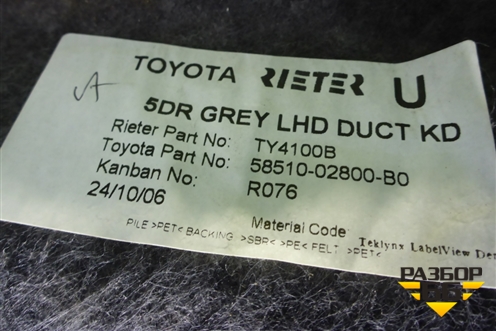 TOYOTA RIETER U
5DR GREY LHD DUCT KD
Rieter Part No: TY4100B
Toyota Part No: 58510-02800-B0
Kanban No: R076
24/10/06 Material Code: Teklynx LabelView Dem
PILE >PET< BACKING >SBR< >PE< FELT >PET<
РАЗБОР